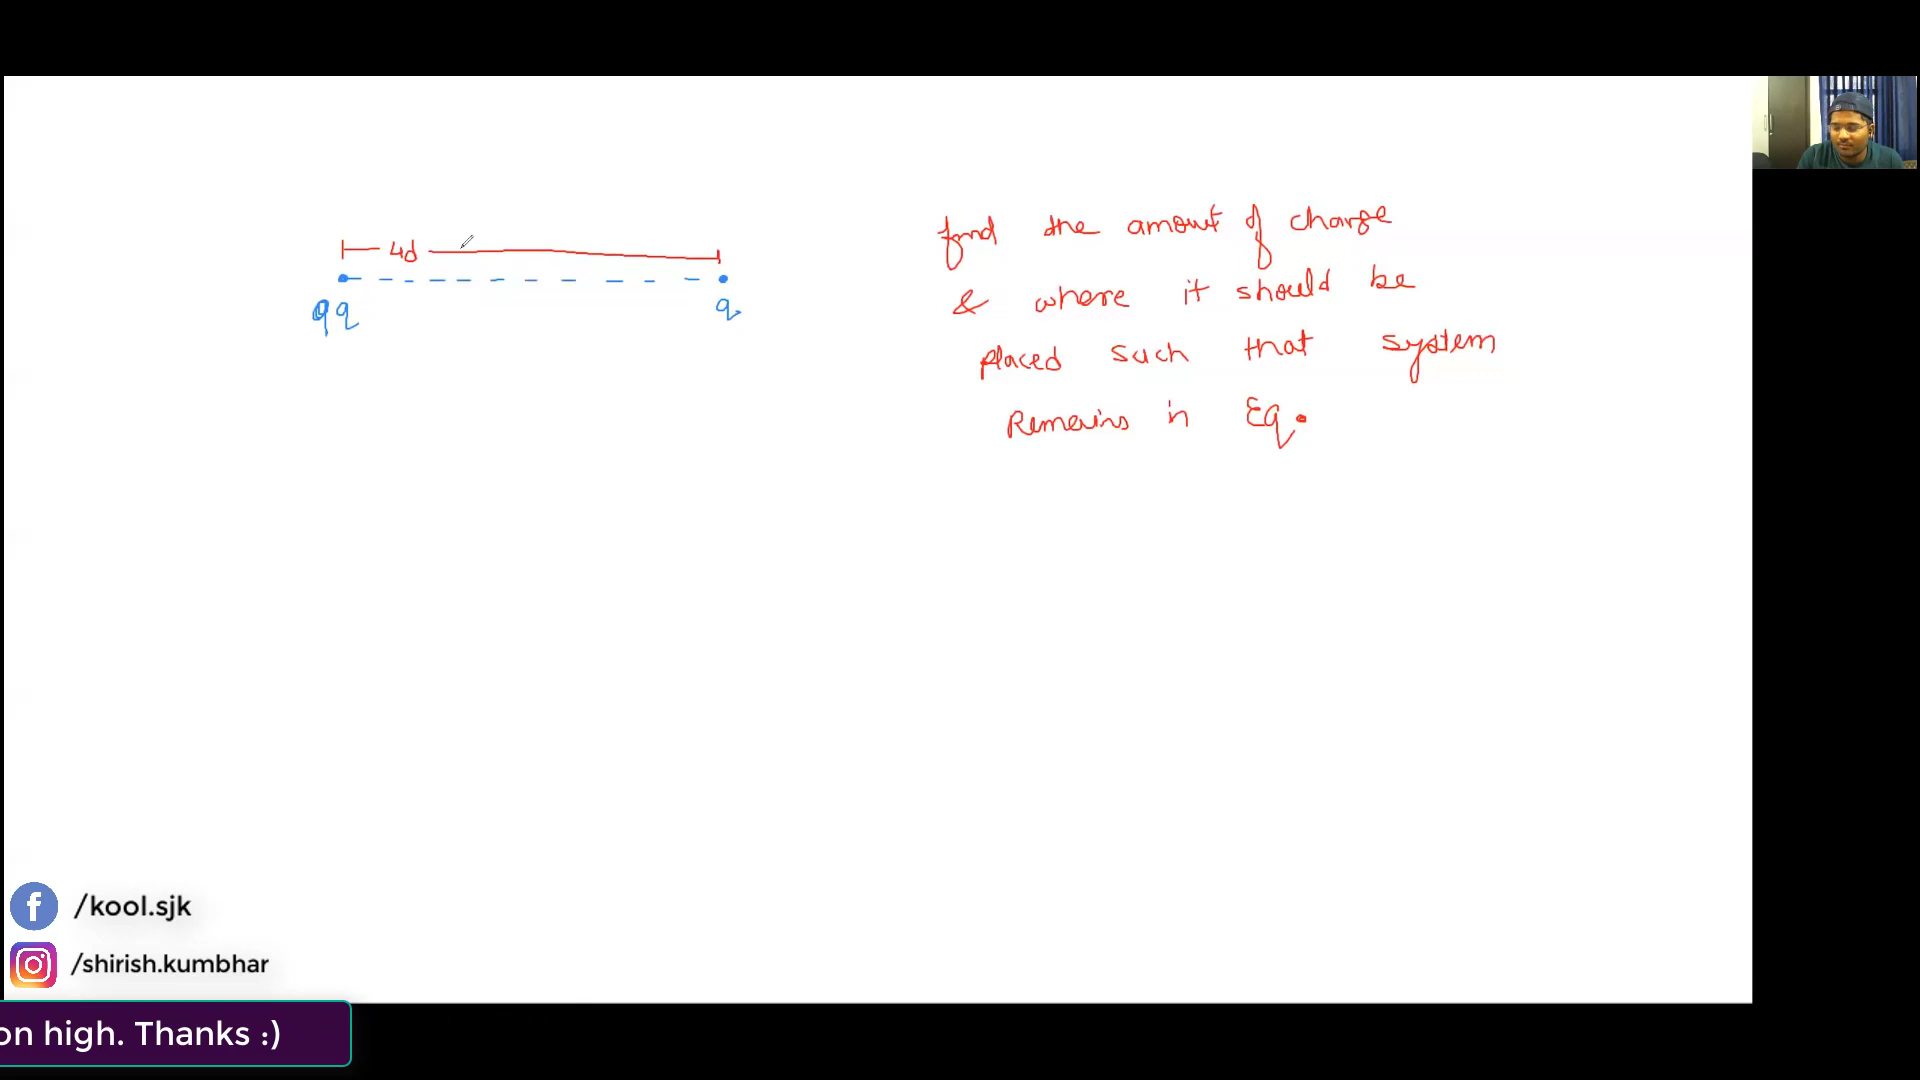 4d
9q
q
find the amount of charge
& where it should be
placed such that system
Remains in Eq.
/kool.sjk
/shirish.kumbhar
on high. Thanks :)